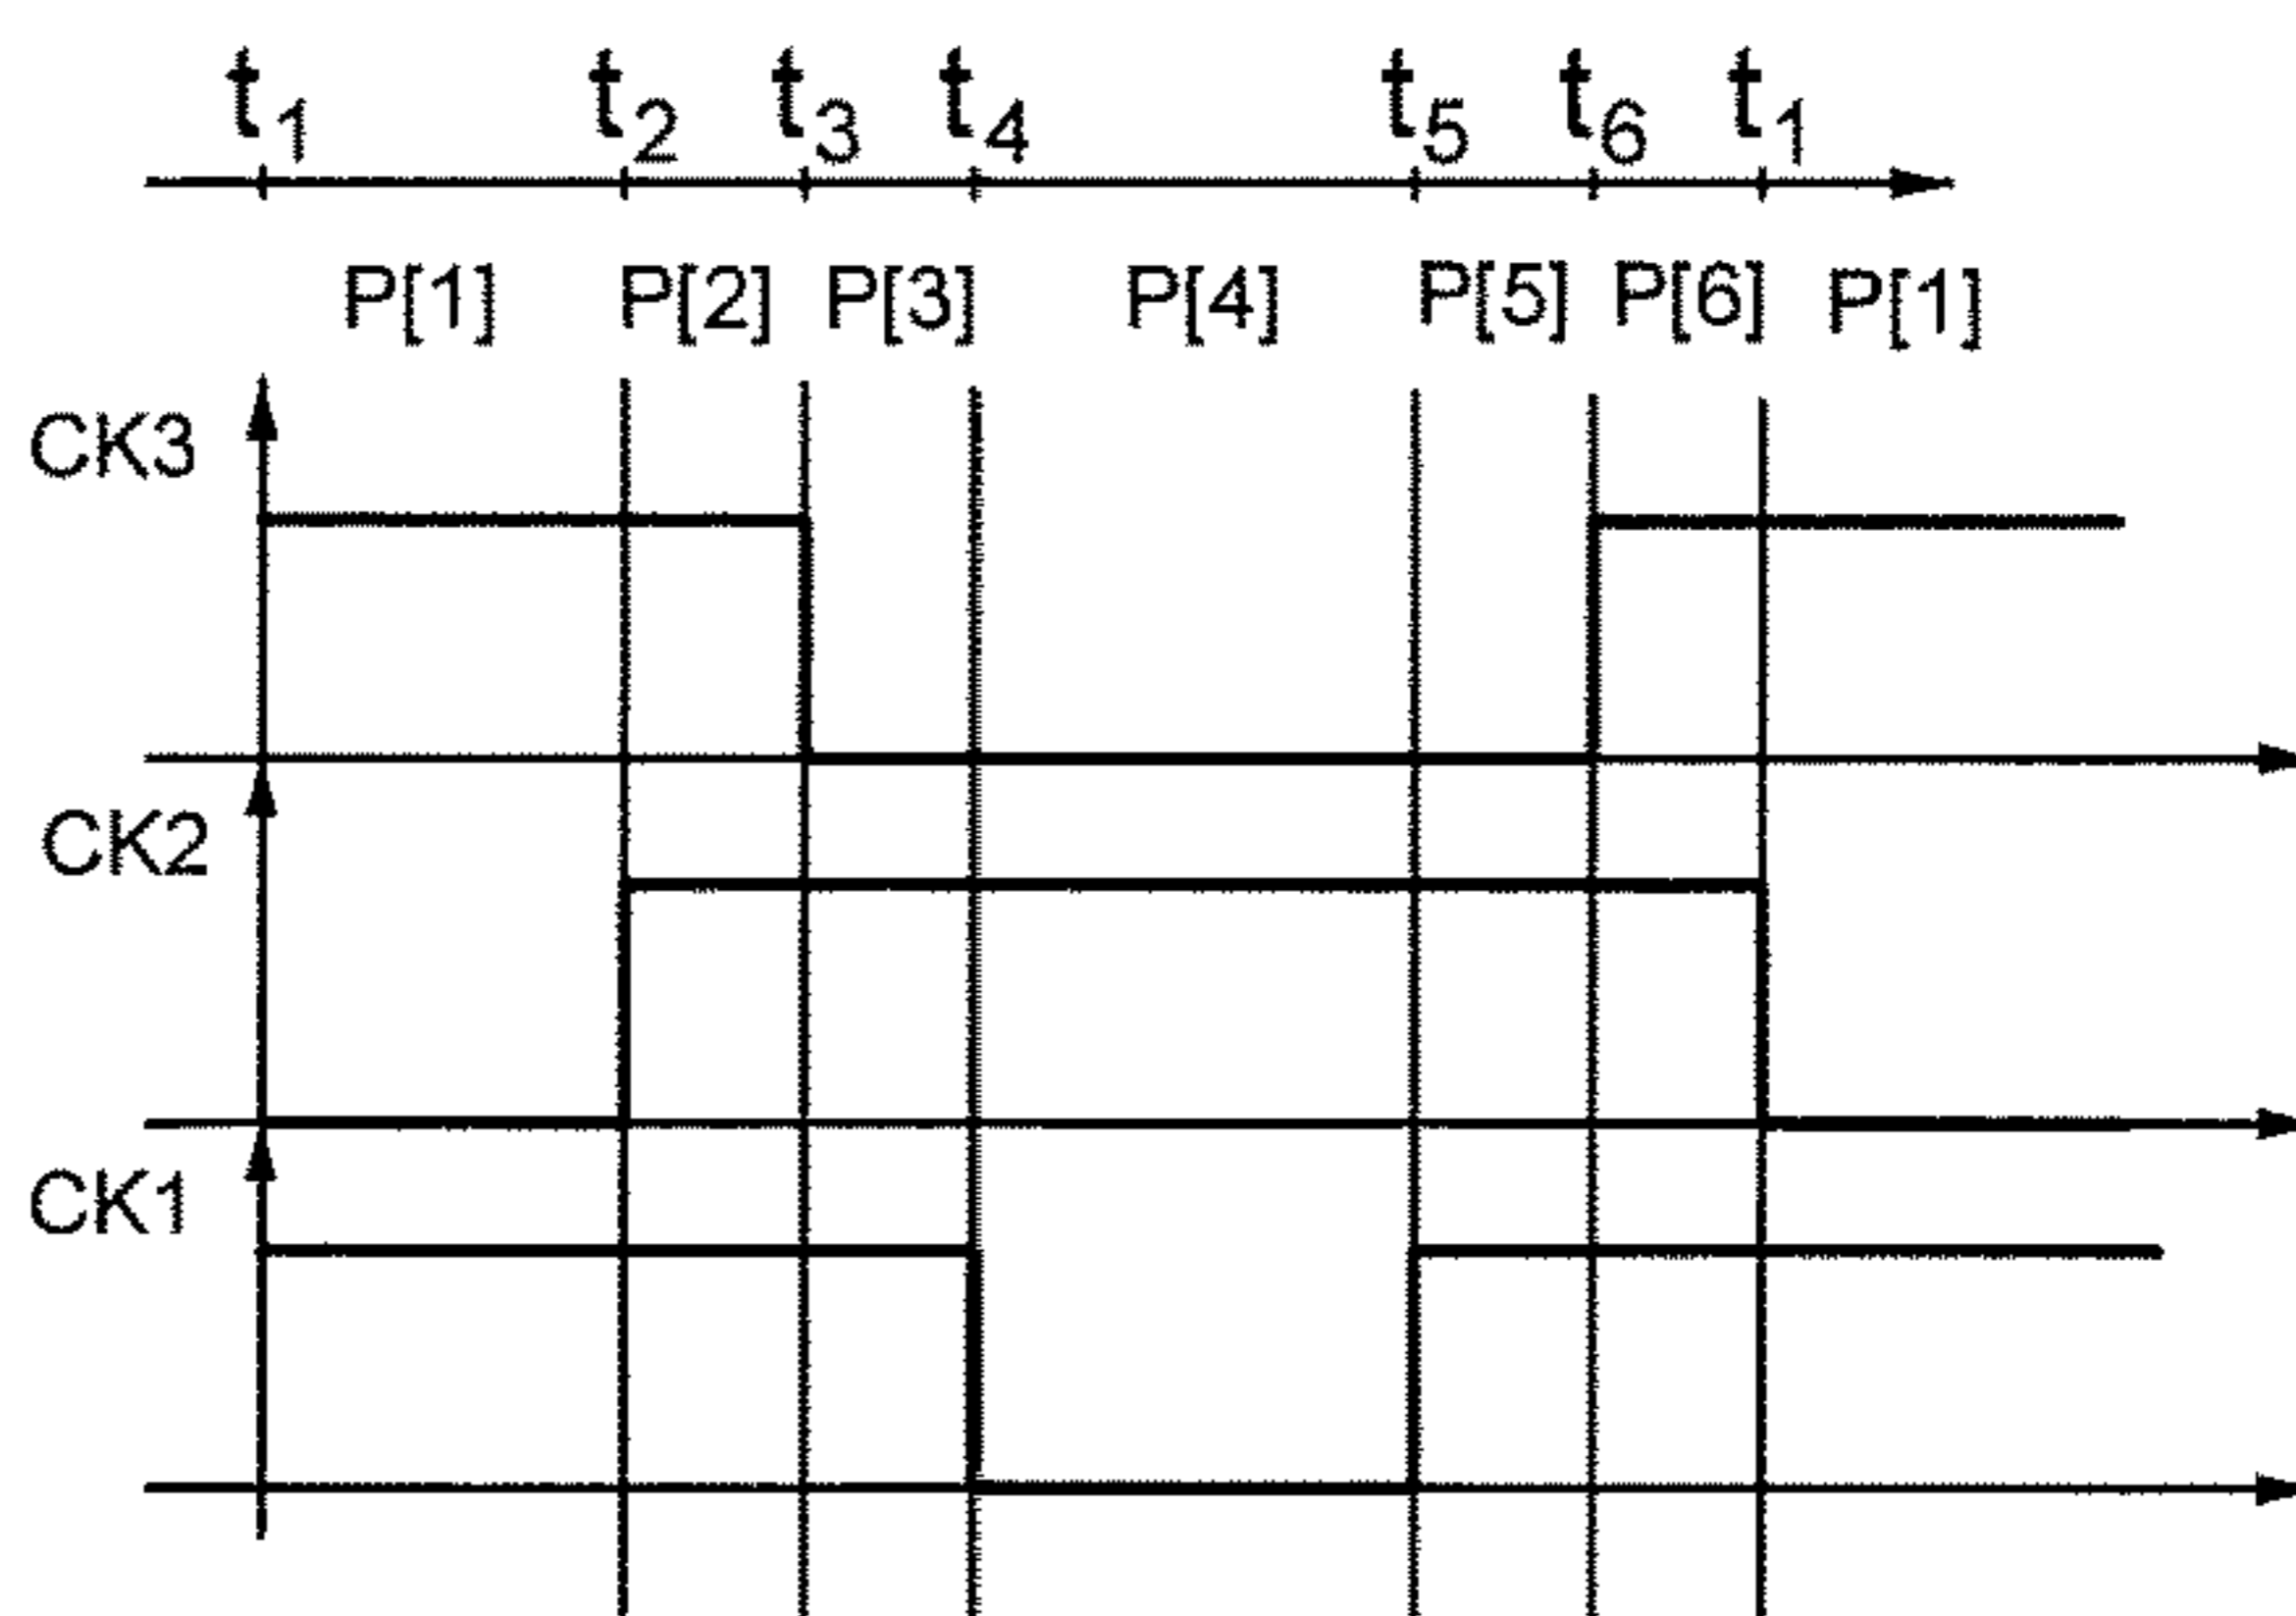 t1 t2 t3 t4 t5 t6 t1
P[1] P[2] P[3] P[4] P[5] P[6] P[1]
CK3
CK2
CK1